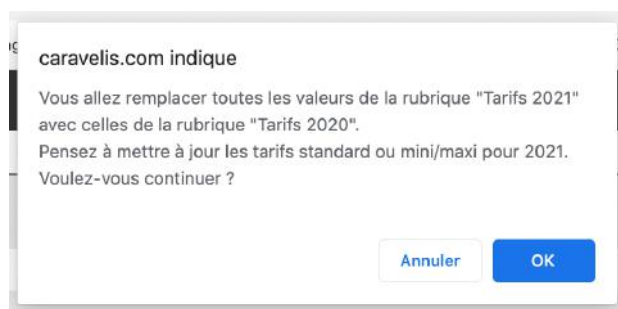 caravelis.com indique
Vous allez remplacer toutes les valeurs de la rubrique "Tarifs 2021"
avec celles de la rubrique "Tarifs 2020".
Pensez à mettre à jour les tarifs standard ou mini/maxi pour 2021.
Voulez-vous continuer ?
Annuler
OK